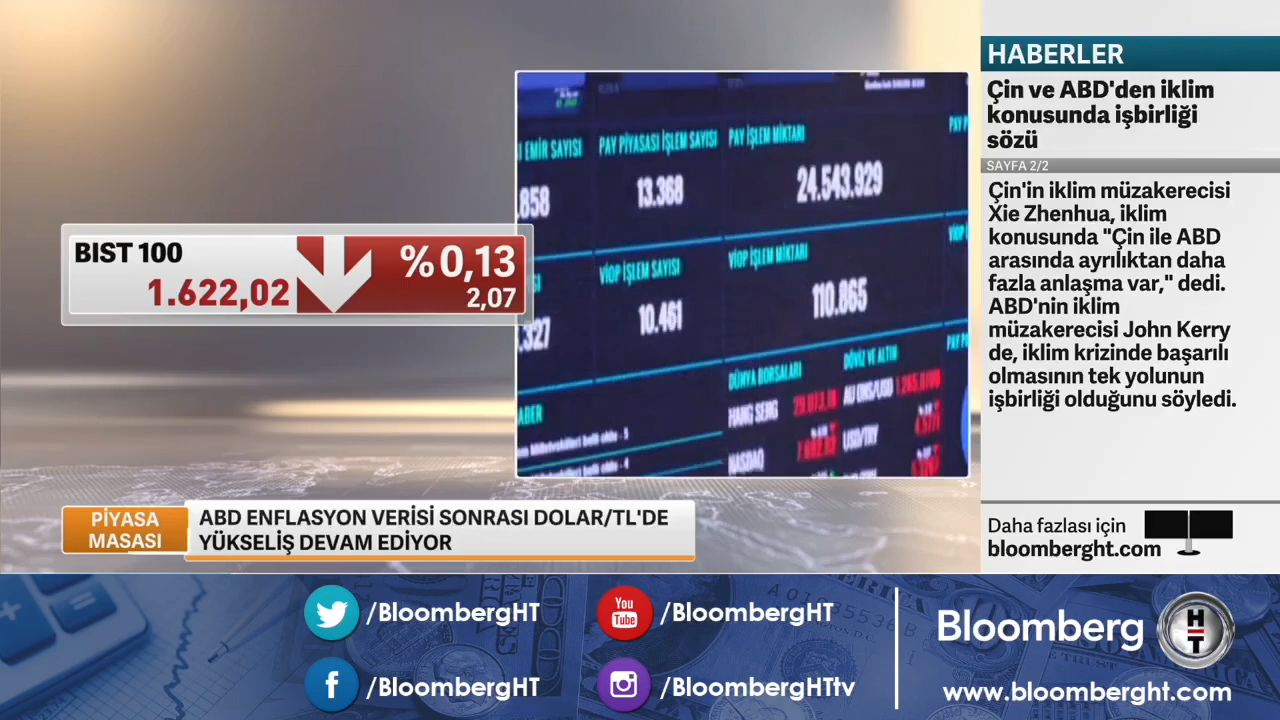 HABERLER
Çin ve ABD'den iklim
konusunda işbirliği
sözü
SAYFA 2/2
Çin'in iklim müzakerecisi
Xie Zhenhua, iklim
konusunda "Çin ile ABD
arasında ayrılıktan daha
fazla anlaşma var," dedi.
ABD'nin iklim
müzakerecisi John Kerry
de, iklim krizinde başarılı
olmasının tek yolunun
işbirliği olduğunu söyledi.
Daha fazlası için
bloomberght.com
EMİR SAYISI
PAY PİYASASI İŞLEM SAYISI
PAY İŞLEM MİKTARI
.858
13.368
24.543.929
VİOP İŞLEM SAYISI
VİOP İŞLEM MİKTARI
.327
10.461
110.865
DÜNYA BORSALARI
DÖVİZ VE ALTIN
HANG SENG
USD/TRY
NASDAQ
BIST 100
1.622,02
%0,13
2,07
PİYASA
MASASI
ABD ENFLASYON VERİSİ SONRASI DOLAR/TL'DE
YÜKSELİŞ DEVAM EDİYOR
/BloombergHT
You
Tube
/BloombergHT
f
/BloombergHT
/BloombergHTtv
Bloomberg
HT
www.bloomberght.com